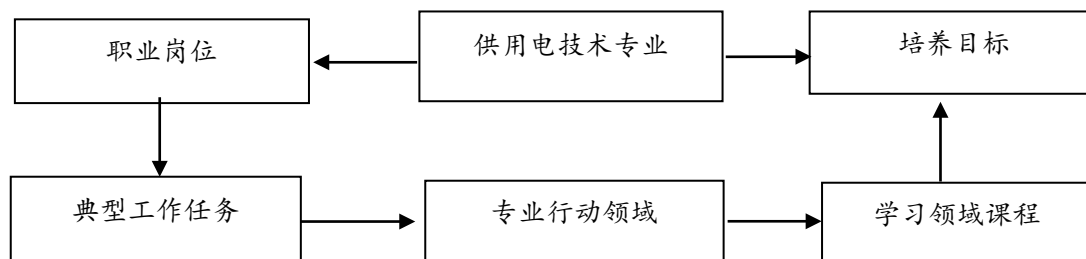 职业岗位
供用电技术专业
培养目标
典型工作任务
专业行动领域
学习领域课程